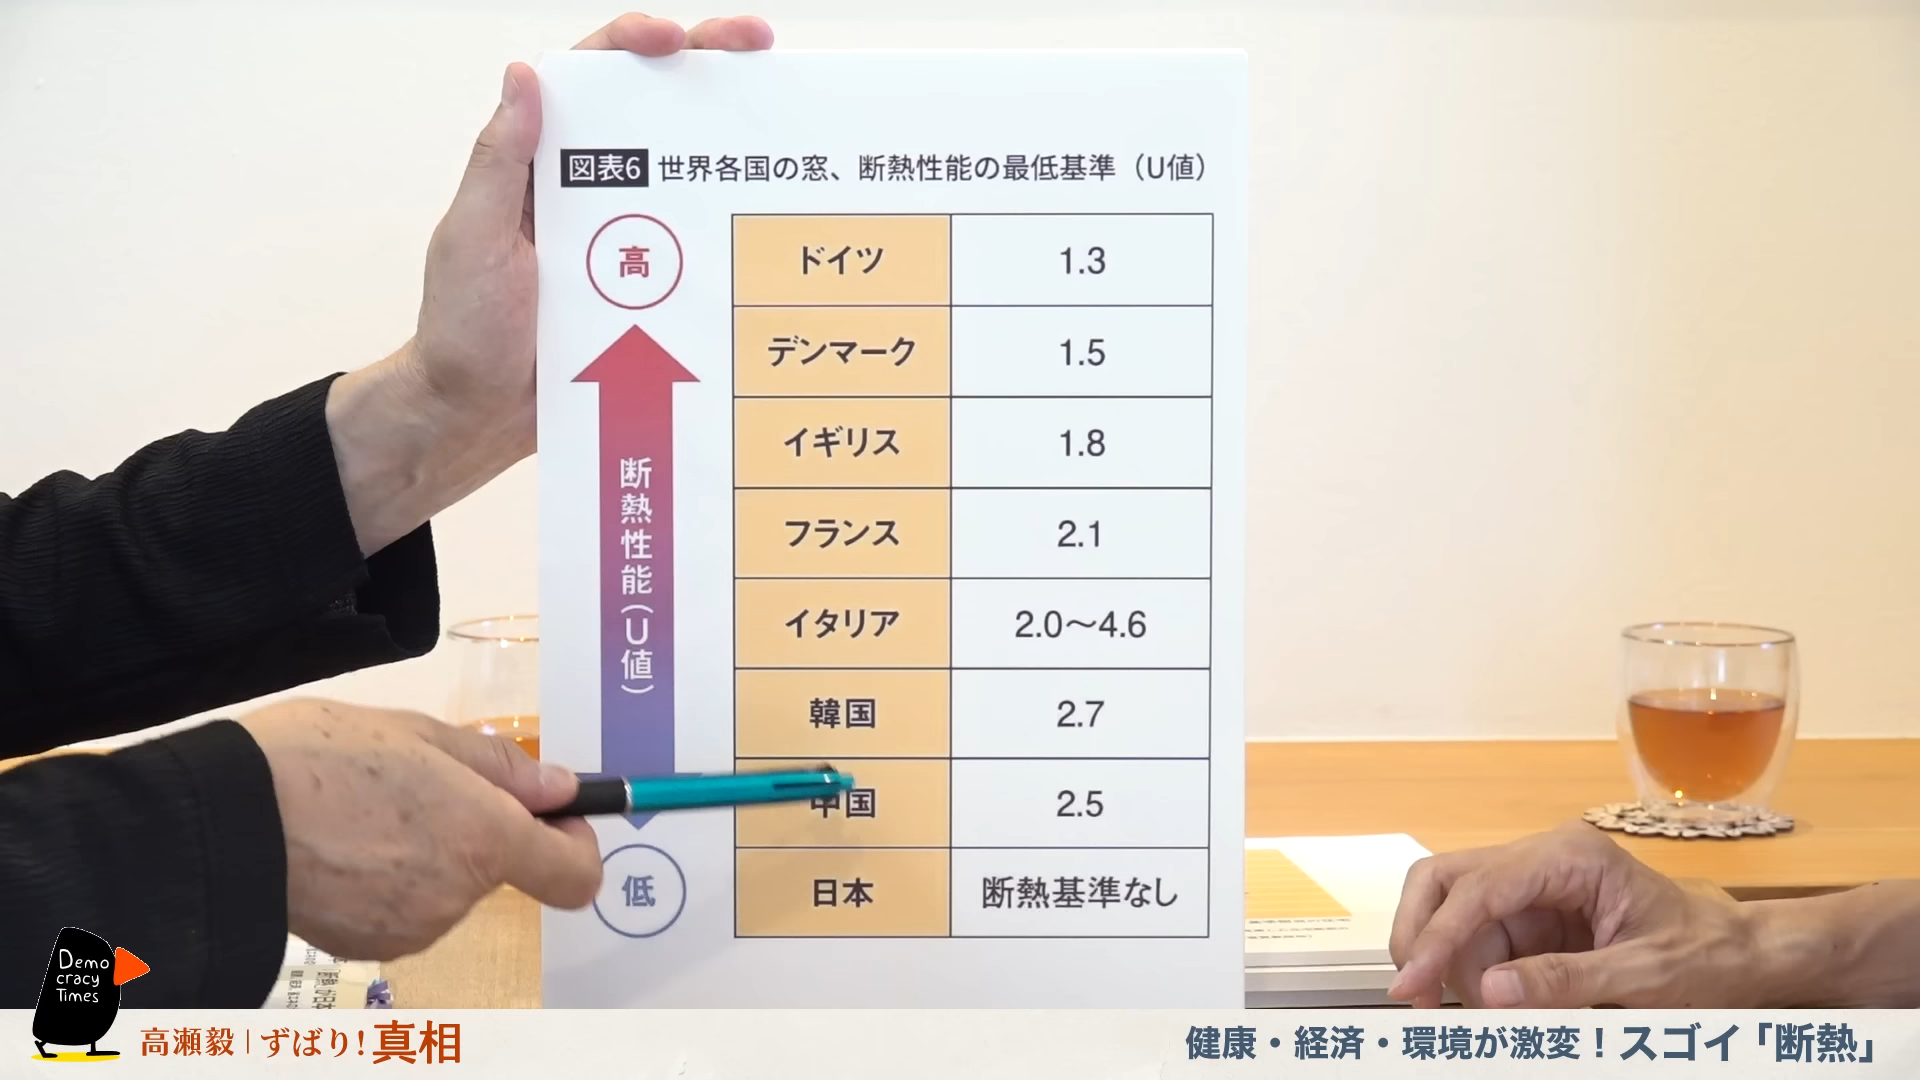 図表6 世界各国の窓、断熱性能の最低基準（U値）
高
断熱性能（U値）
低
ドイツ 1.3
デンマーク 1.5
イギリス 1.8
フランス 2.1
イタリア 2.0〜4.6
韓国 2.7
中国 2.5
日本 断熱基準なし
Demo
cracy
Times
高瀬毅｜ずばり！真相
健康・経済・環境が激変！スゴイ「断熱」